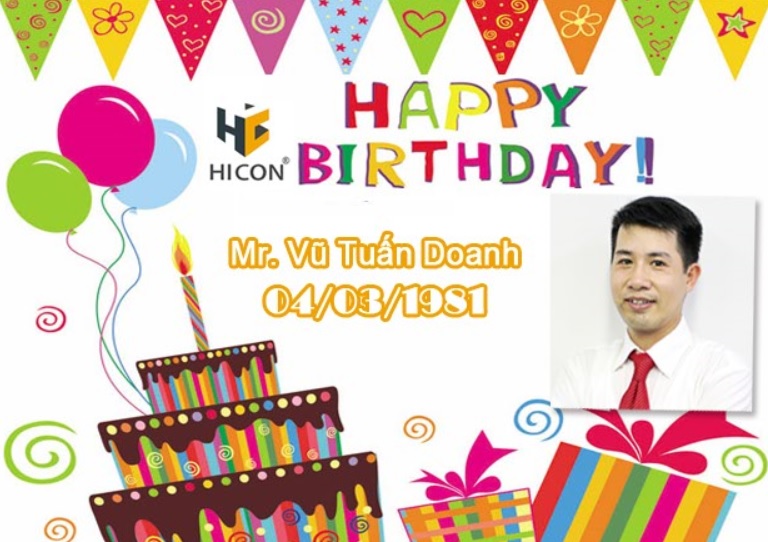 HAPPY
HICON®
BIRTHDAY!
Mr. Vũ Tuấn Doanh
04/03/1981